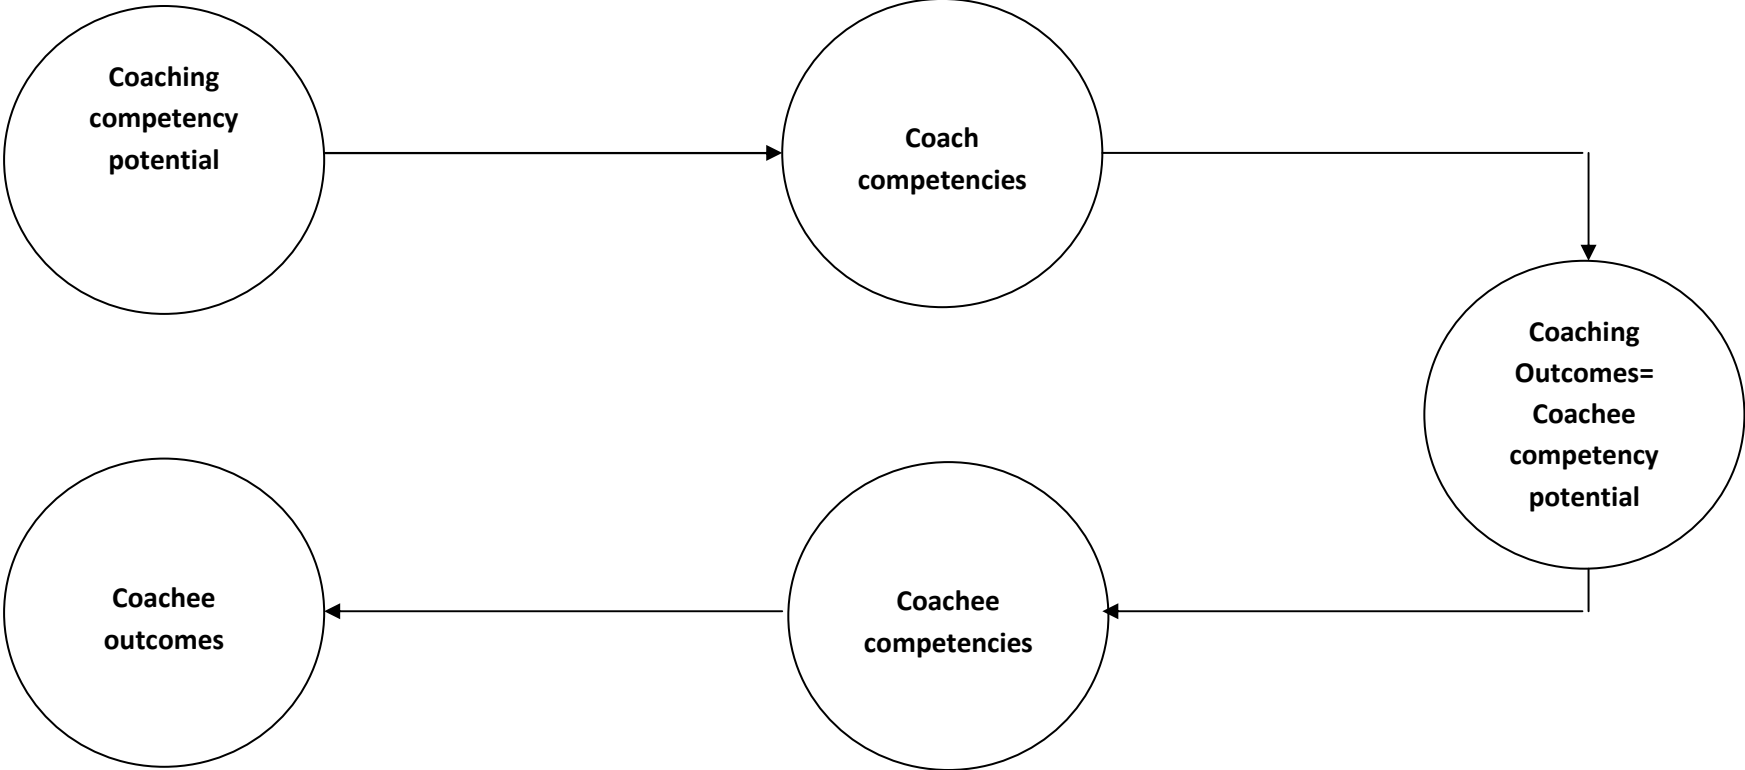 Coaching
competency
potential
Coach
competencies
Coaching
Outcomes=
Coachee
competency
potential
Coachee
competencies
Coachee
outcomes